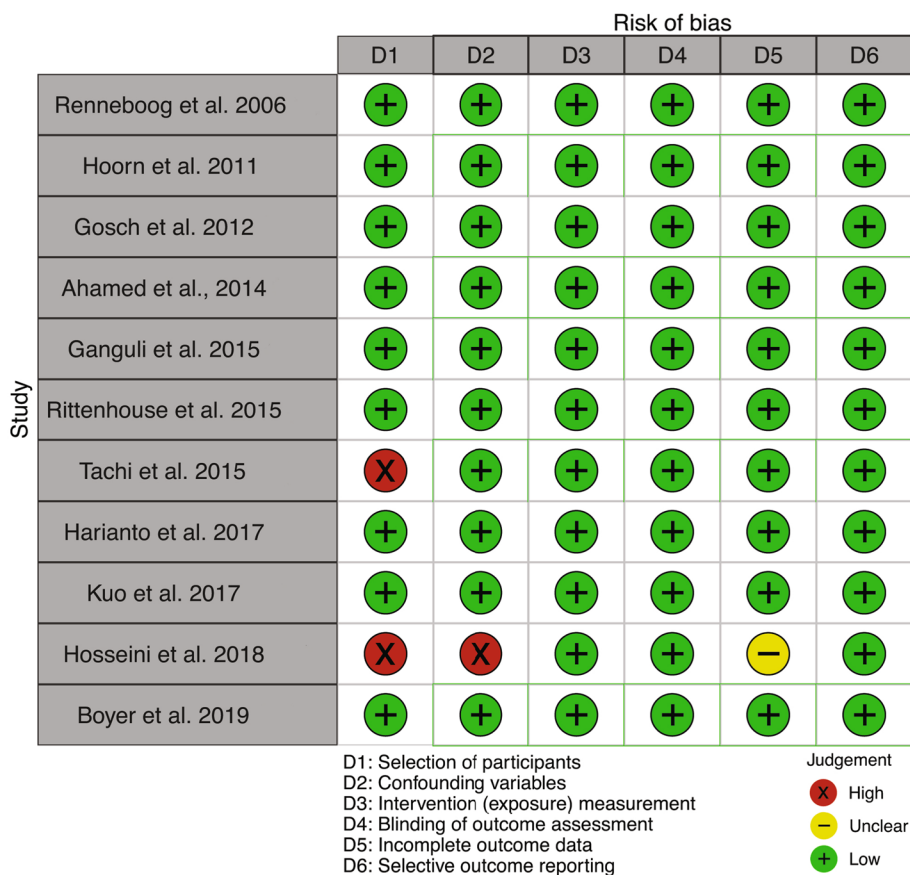 Risk of bias
D1 D2 D3 D4 D5 D6
Study
Renneboog et al. 2006 + + + + + +
Hoorn et al. 2011 + + + + + +
Gosch et al. 2012 + + + + + +
Ahamed et al., 2014 + + + + + +
Ganguli et al. 2015 + + + + + +
Rittenhouse et al. 2015 + + + + + +
Tachi et al. 2015 X + + + + +
Harianto et al. 2017 + + + + + +
Kuo et al. 2017 + + + + + +
Hosseini et al. 2018 X X + + − +
Boyer et al. 2019 + + + + + +
D1: Selection of participants
D2: Confounding variables
D3: Intervention (exposure) measurement
D4: Blinding of outcome assessment
D5: Incomplete outcome data
D6: Selective outcome reporting
Judgement
X High
− Unclear
+ Low